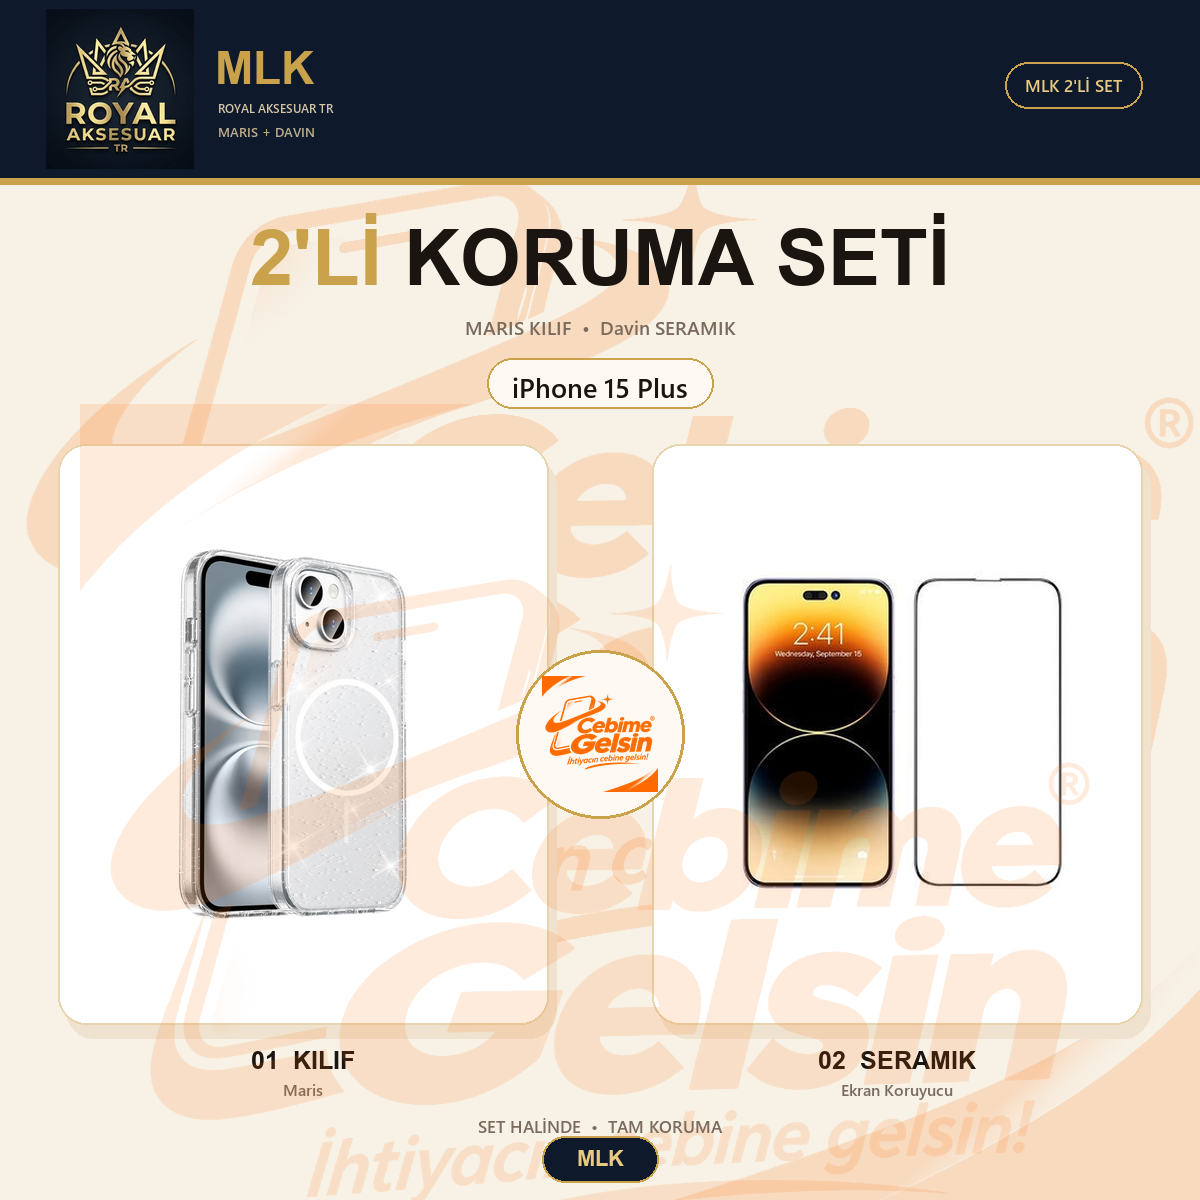 ROYAL
AKSESUAR
TR
MLK
ROYAL AKSESUAR TR
MARIS + DAVIN
MLK 2'Lİ SET
2'Lİ KORUMA SETİ
MARIS KILIF • Davin SERAMIK
iPhone 15 Plus
2:41
Wednesday, September 15
Cebime®
Gelsin
İhtiyacın cebine gelsin!
Cebime®
Gelsin
İhtiyacın cebine gelsin!
01 KILIF
Maris
02 SERAMIK
Ekran Koruyucu
SET HALİNDE • TAM KORUMA
MLK